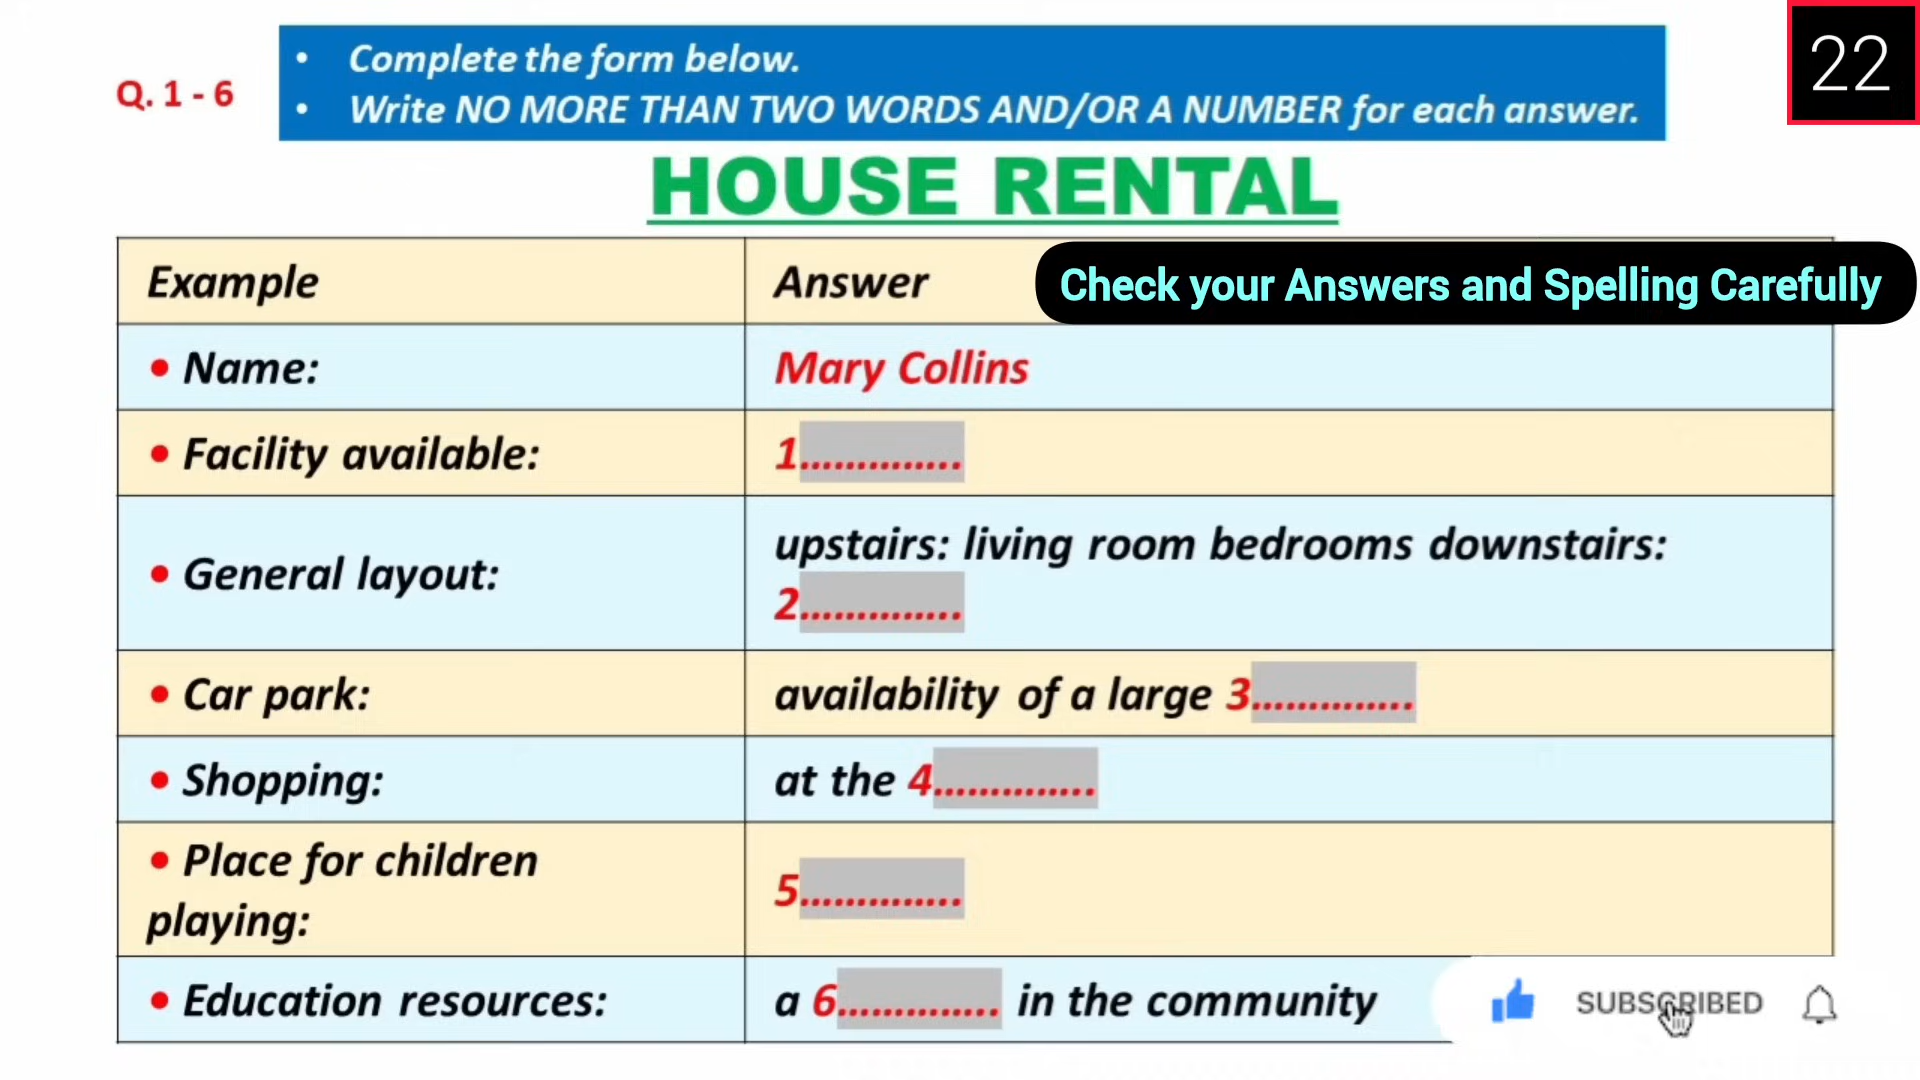 Q. 1 - 6
• Complete the form below.
• Write NO MORE THAN TWO WORDS AND/OR A NUMBER for each answer.
22
HOUSE RENTAL
Example
Answer
Check your Answers and Spelling Carefully
• Name:
Mary Collins
• Facility available:
1..............
• General layout:
upstairs: living room bedrooms downstairs:
2..............
• Car park:
availability of a large 3..............
• Shopping:
at the 4..............
• Place for children
playing:
5..............
• Education resources:
a 6.............. in the community
SUBSCRIBED